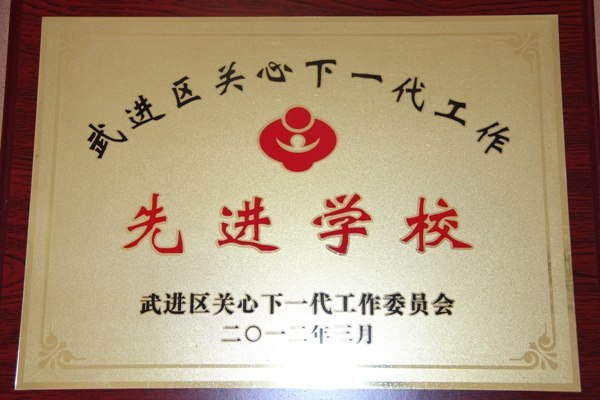 武进区关心下一代工作
先进学校
武进区关心下一代工作委员会
二〇一二年三月